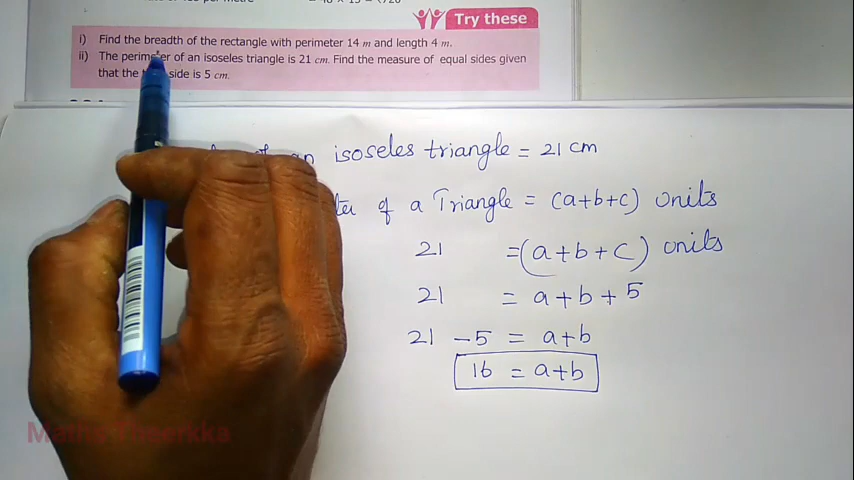 Try these
i) Find the breadth of the rectangle with perimeter 14 m and length 4 m.
ii) The perimeter of an isoseles triangle is 21 cm. Find the measure of equal sides given
that the side is 5 cm.
isoseles triangle = 21 cm
of a Triangle = (a+b+c) units
21 = (a+b+c) units
21 = a+b+5
21 -5 = a+b
16 = a+b
Maths Theerkka